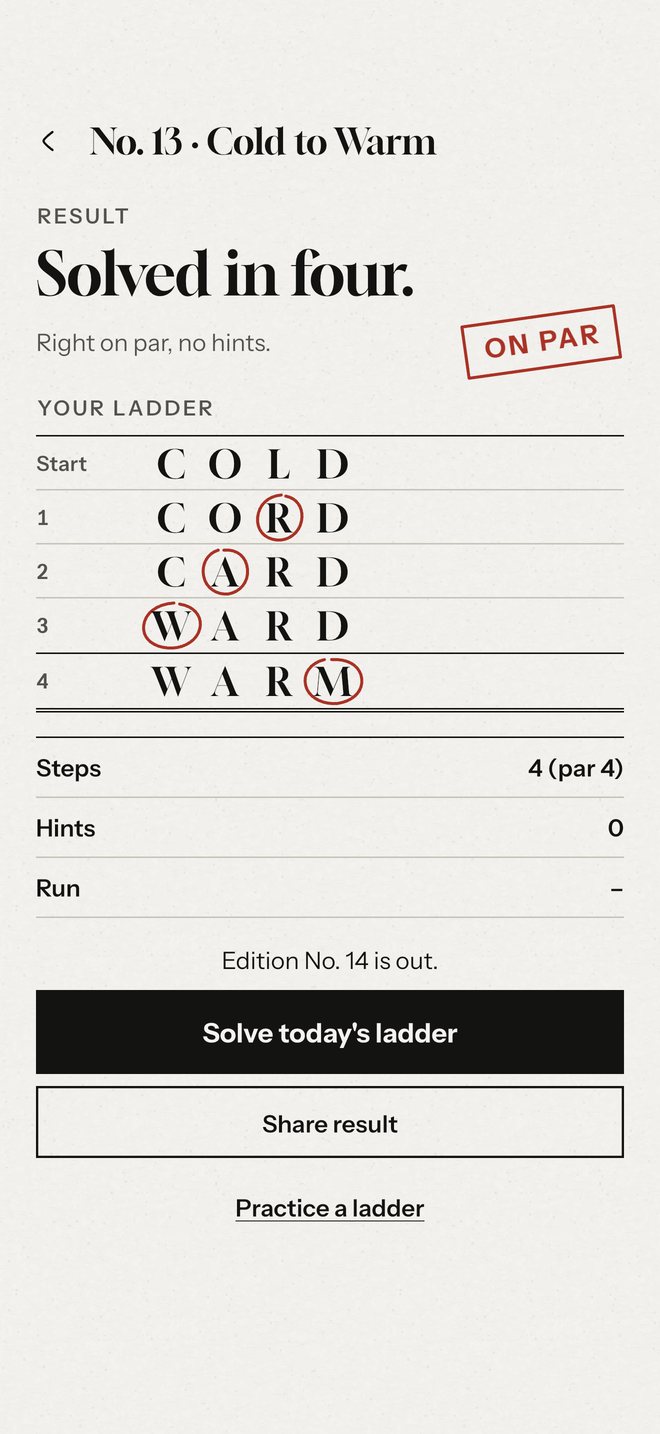 No. 13 · Cold to Warm
RESULT
Solved in four.
Right on par, no hints.
ON PAR
YOUR LADDER
Start C O L D
1 C O R D
2 C A R D
3 W A R D
4 W A R M
Steps 4 (par 4)
Hints 0
Run –
Edition No. 14 is out.
Solve today's ladder
Share result
Practice a ladder